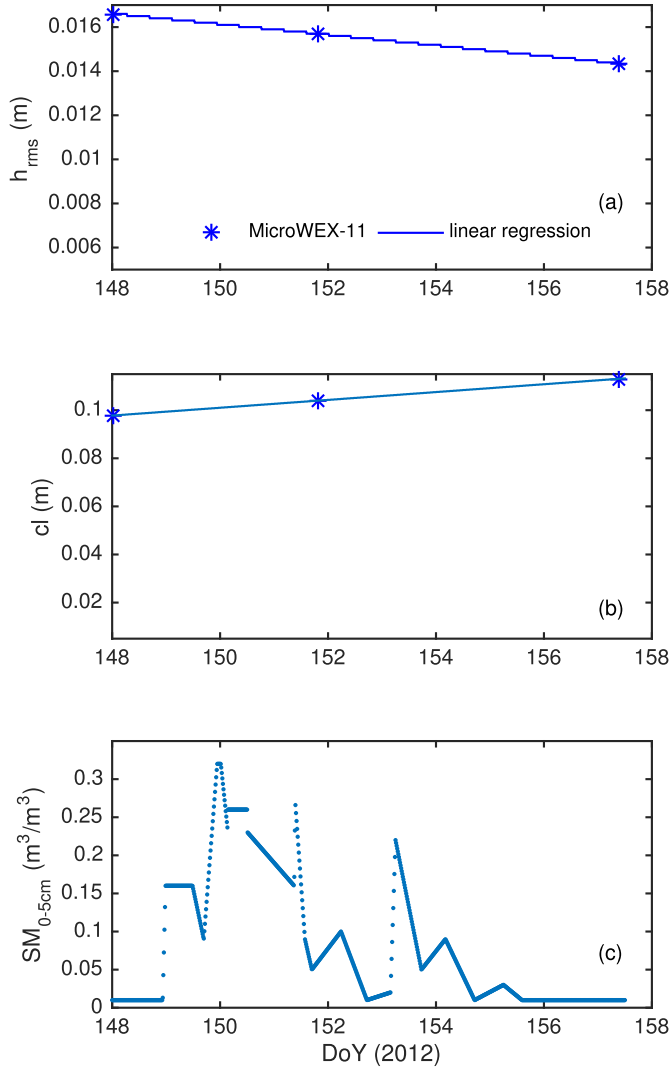 0.016
0.014
0.012
0.01
0.008
0.006
h_rms (m)
(a)
MicroWEX-11 linear regression
148 150 152 154 156 158
0.1
0.08
0.06
0.04
0.02
cl (m)
(b)
148 150 152 154 156 158
0.3
0.25
0.2
0.15
0.1
0.05
0
SM_0-5cm (m^3/m^3)
(c)
148 150 152 154 156 158
DoY (2012)